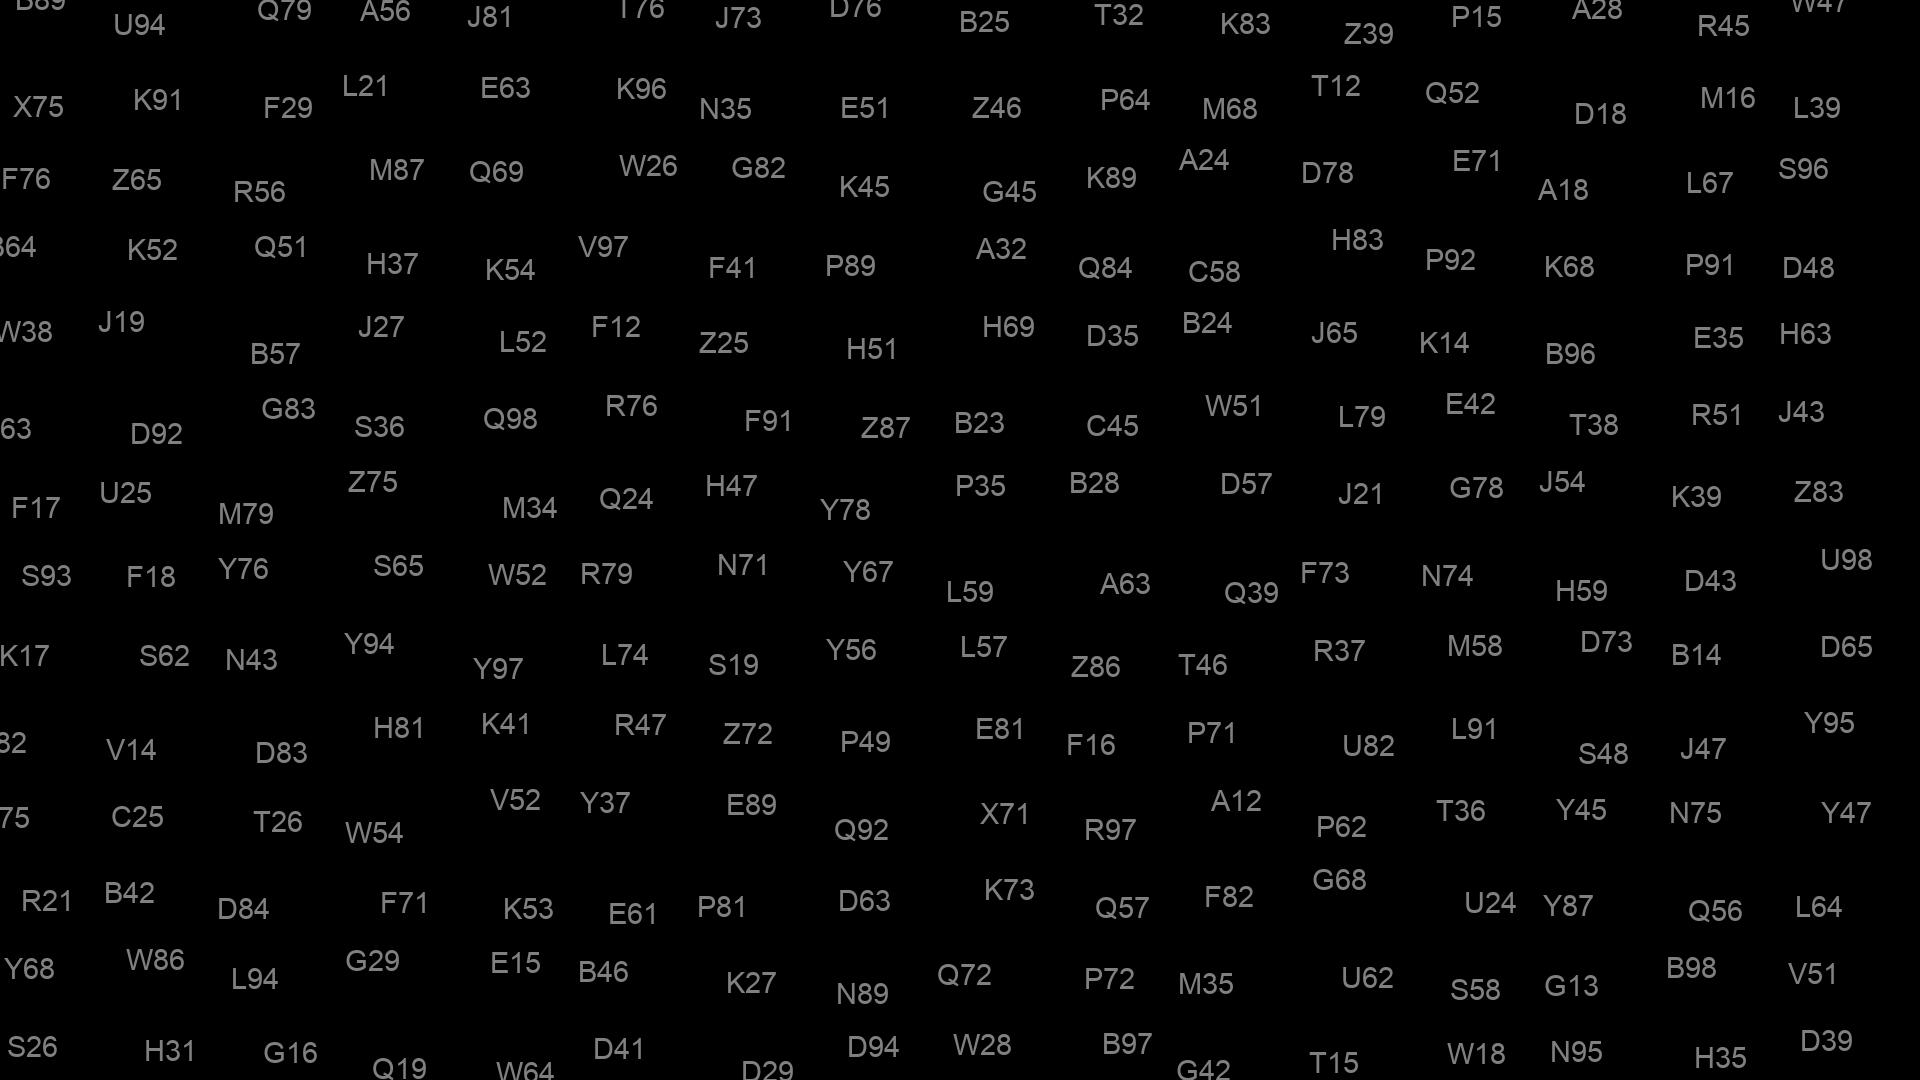 U94 Q79 A56 J81 T76 J73 D76 B25 T32 K83 Z39 P15 A28 R45 W47
X75 K91 F29 L21 E63 K96 N35 E51 Z46 P64 M68 T12 Q52 D18 M16 L39
F76 Z65 R56 M87 Q69 W26 G82 K45 G45 K89 A24 D78 E71 A18 L67 S96
64 K52 Q51 H37 K54 V97 F41 P89 A32 Q84 C58 H83 P92 K68 P91 D48
W38 J19 B57 J27 L52 F12 Z25 H51 H69 D35 B24 J65 K14 B96 E35 H63
63 D92 G83 S36 Q98 R76 F91 Z87 B23 C45 W51 L79 E42 T38 R51 J43
F17 U25 M79 Z75 M34 Q24 H47 Y78 P35 B28 D57 J21 G78 J54 K39 Z83
S93 F18 Y76 S65 W52 R79 N71 Y67 L59 A63 Q39 F73 N74 H59 D43 U98
K17 S62 N43 Y94 Y97 L74 S19 Y56 L57 Z86 T46 R37 M58 D73 B14 D65
82 V14 D83 H81 K41 R47 Z72 P49 E81 F16 P71 U82 L91 S48 J47 Y95
75 C25 T26 W54 V52 Y37 E89 Q92 X71 R97 A12 P62 T36 Y45 N75 Y47
R21 B42 D84 F71 K53 E61 P81 D63 K73 Q57 F82 G68 U24 Y87 Q56 L64
Y68 W86 L94 G29 E15 B46 K27 N89 Q72 P72 M35 U62 S58 G13 B98 V51
S26 H31 G16 Q19 W64 D41 D29 D94 W28 B97 G42 T15 W18 N95 H35 D39